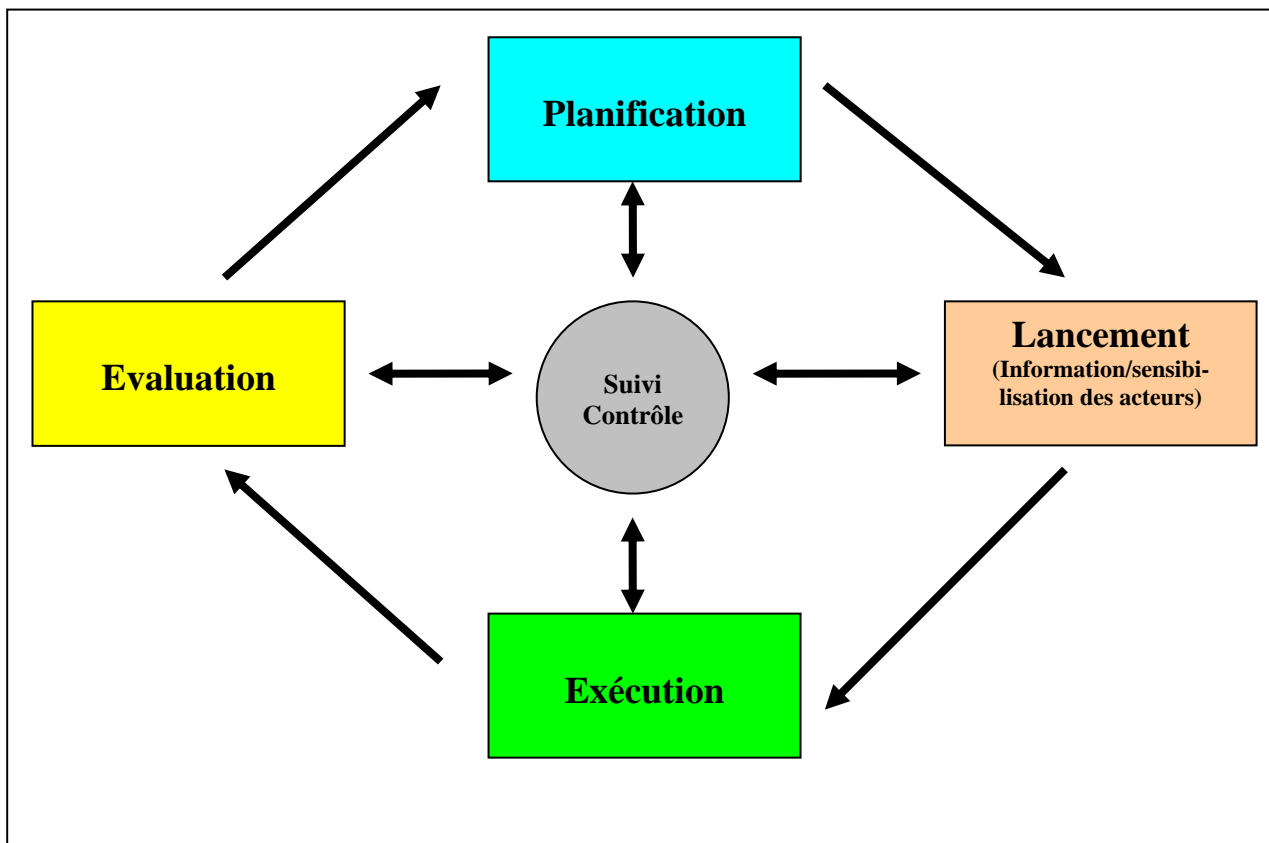 Planification
Lancement
(Information/sensibi-
lisation des acteurs)
Evaluation
Suivi
Contrôle
Exécution